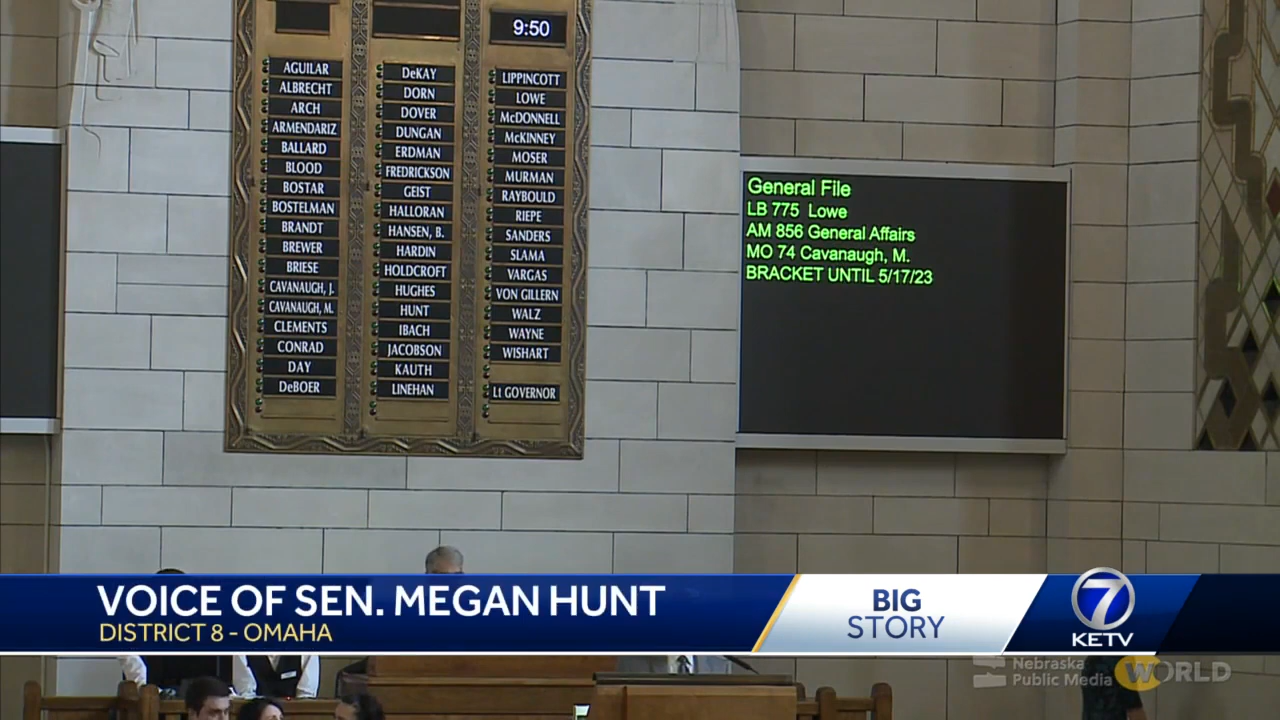 9:50
AGUILAR
ALBRECHT
ARCH
ARMENDARIZ
BALLARD
BLOOD
BOSTAR
BOSTELMAN
BRANDT
BREWER
BRIESE
CAVANAUGH, J.
CAVANAUGH, M.
CLEMENTS
CONRAD
DAY
DeBOER
DeKAY
DORN
DOVER
DUNGAN
ERDMAN
FREDRICKSON
GEIST
HALLORAN
HANSEN, B.
HARDIN
HOLDCROFT
HUGHES
HUNT
IBACH
JACOBSON
KAUTH
LINEHAN
LIPPINCOTT
LOWE
McDONNELL
McKINNEY
MOSER
MURMAN
RAYBOULD
RIEPE
SANDERS
SLAMA
VARGAS
VON GILLERN
WALZ
WAYNE
WISHART
Lt GOVERNOR
General File
LB 775 Lowe
AM 856 General Affairs
MO 74 Cavanaugh, M.
BRACKET UNTIL 5/17/23
VOICE OF SEN. MEGAN HUNT
DISTRICT 8 - OMAHA
BIG
STORY
7
KETV
Nebraska
Public Media
WORLD